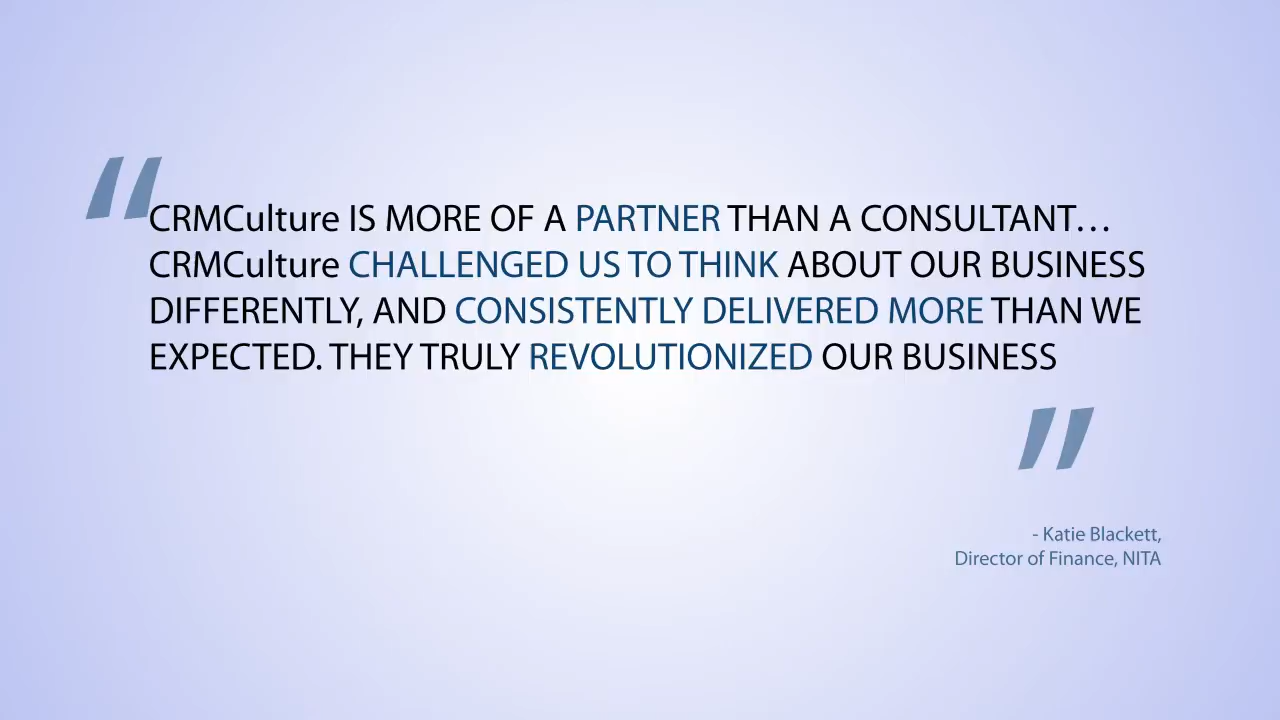 “CRMCulture IS MORE OF A PARTNER THAN A CONSULTANT…
CRMCulture CHALLENGED US TO THINK ABOUT OUR BUSINESS
DIFFERENTLY, AND CONSISTENTLY DELIVERED MORE THAN WE
EXPECTED. THEY TRULY REVOLUTIONIZED OUR BUSINESS
”
- Katie Blackett,
Director of Finance, NITA